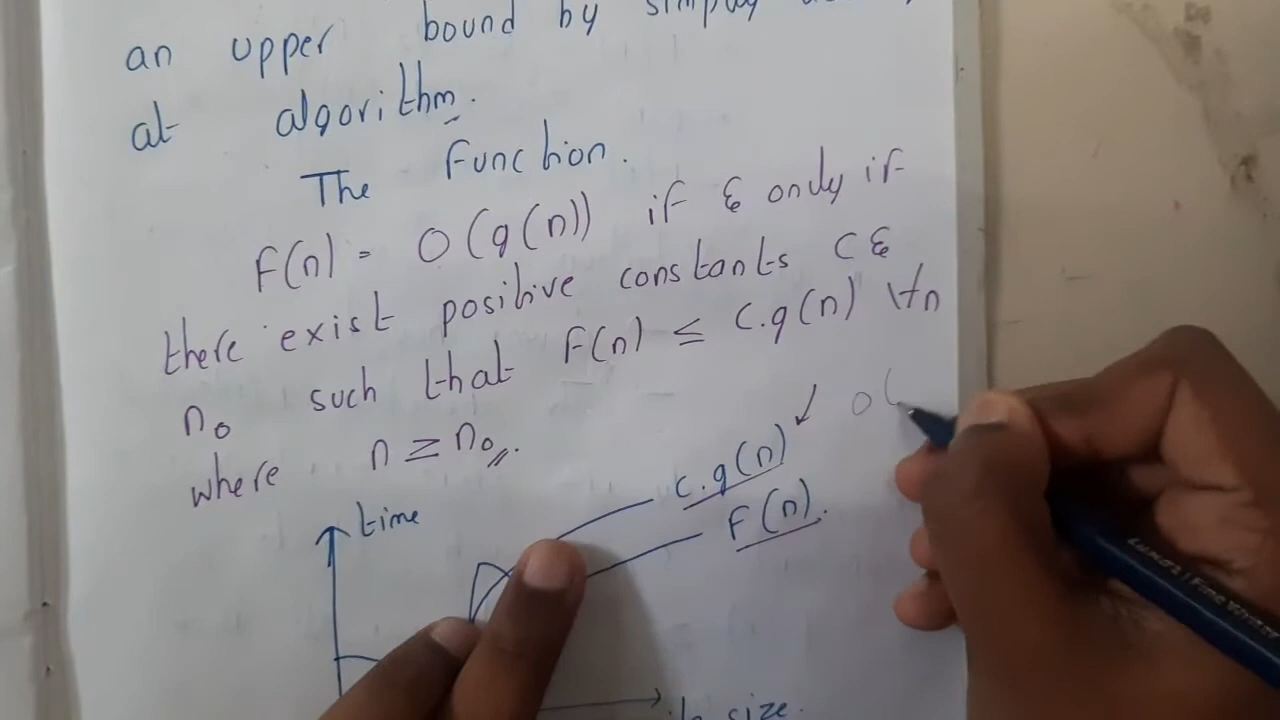 an upper bound by simply
at algorithm.
The Function.
F(n) = O(g(n)) if & only if
there exist positive constants C &
n₀ such that F(n) ≤ C.g(n) ∀n
where n ≥ n₀.
↙ O(
C.g(n)
F(n).
time
size.